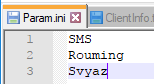 Param.ini ClientInfo.
1 SMS
2 Rouming
3 Svyaz